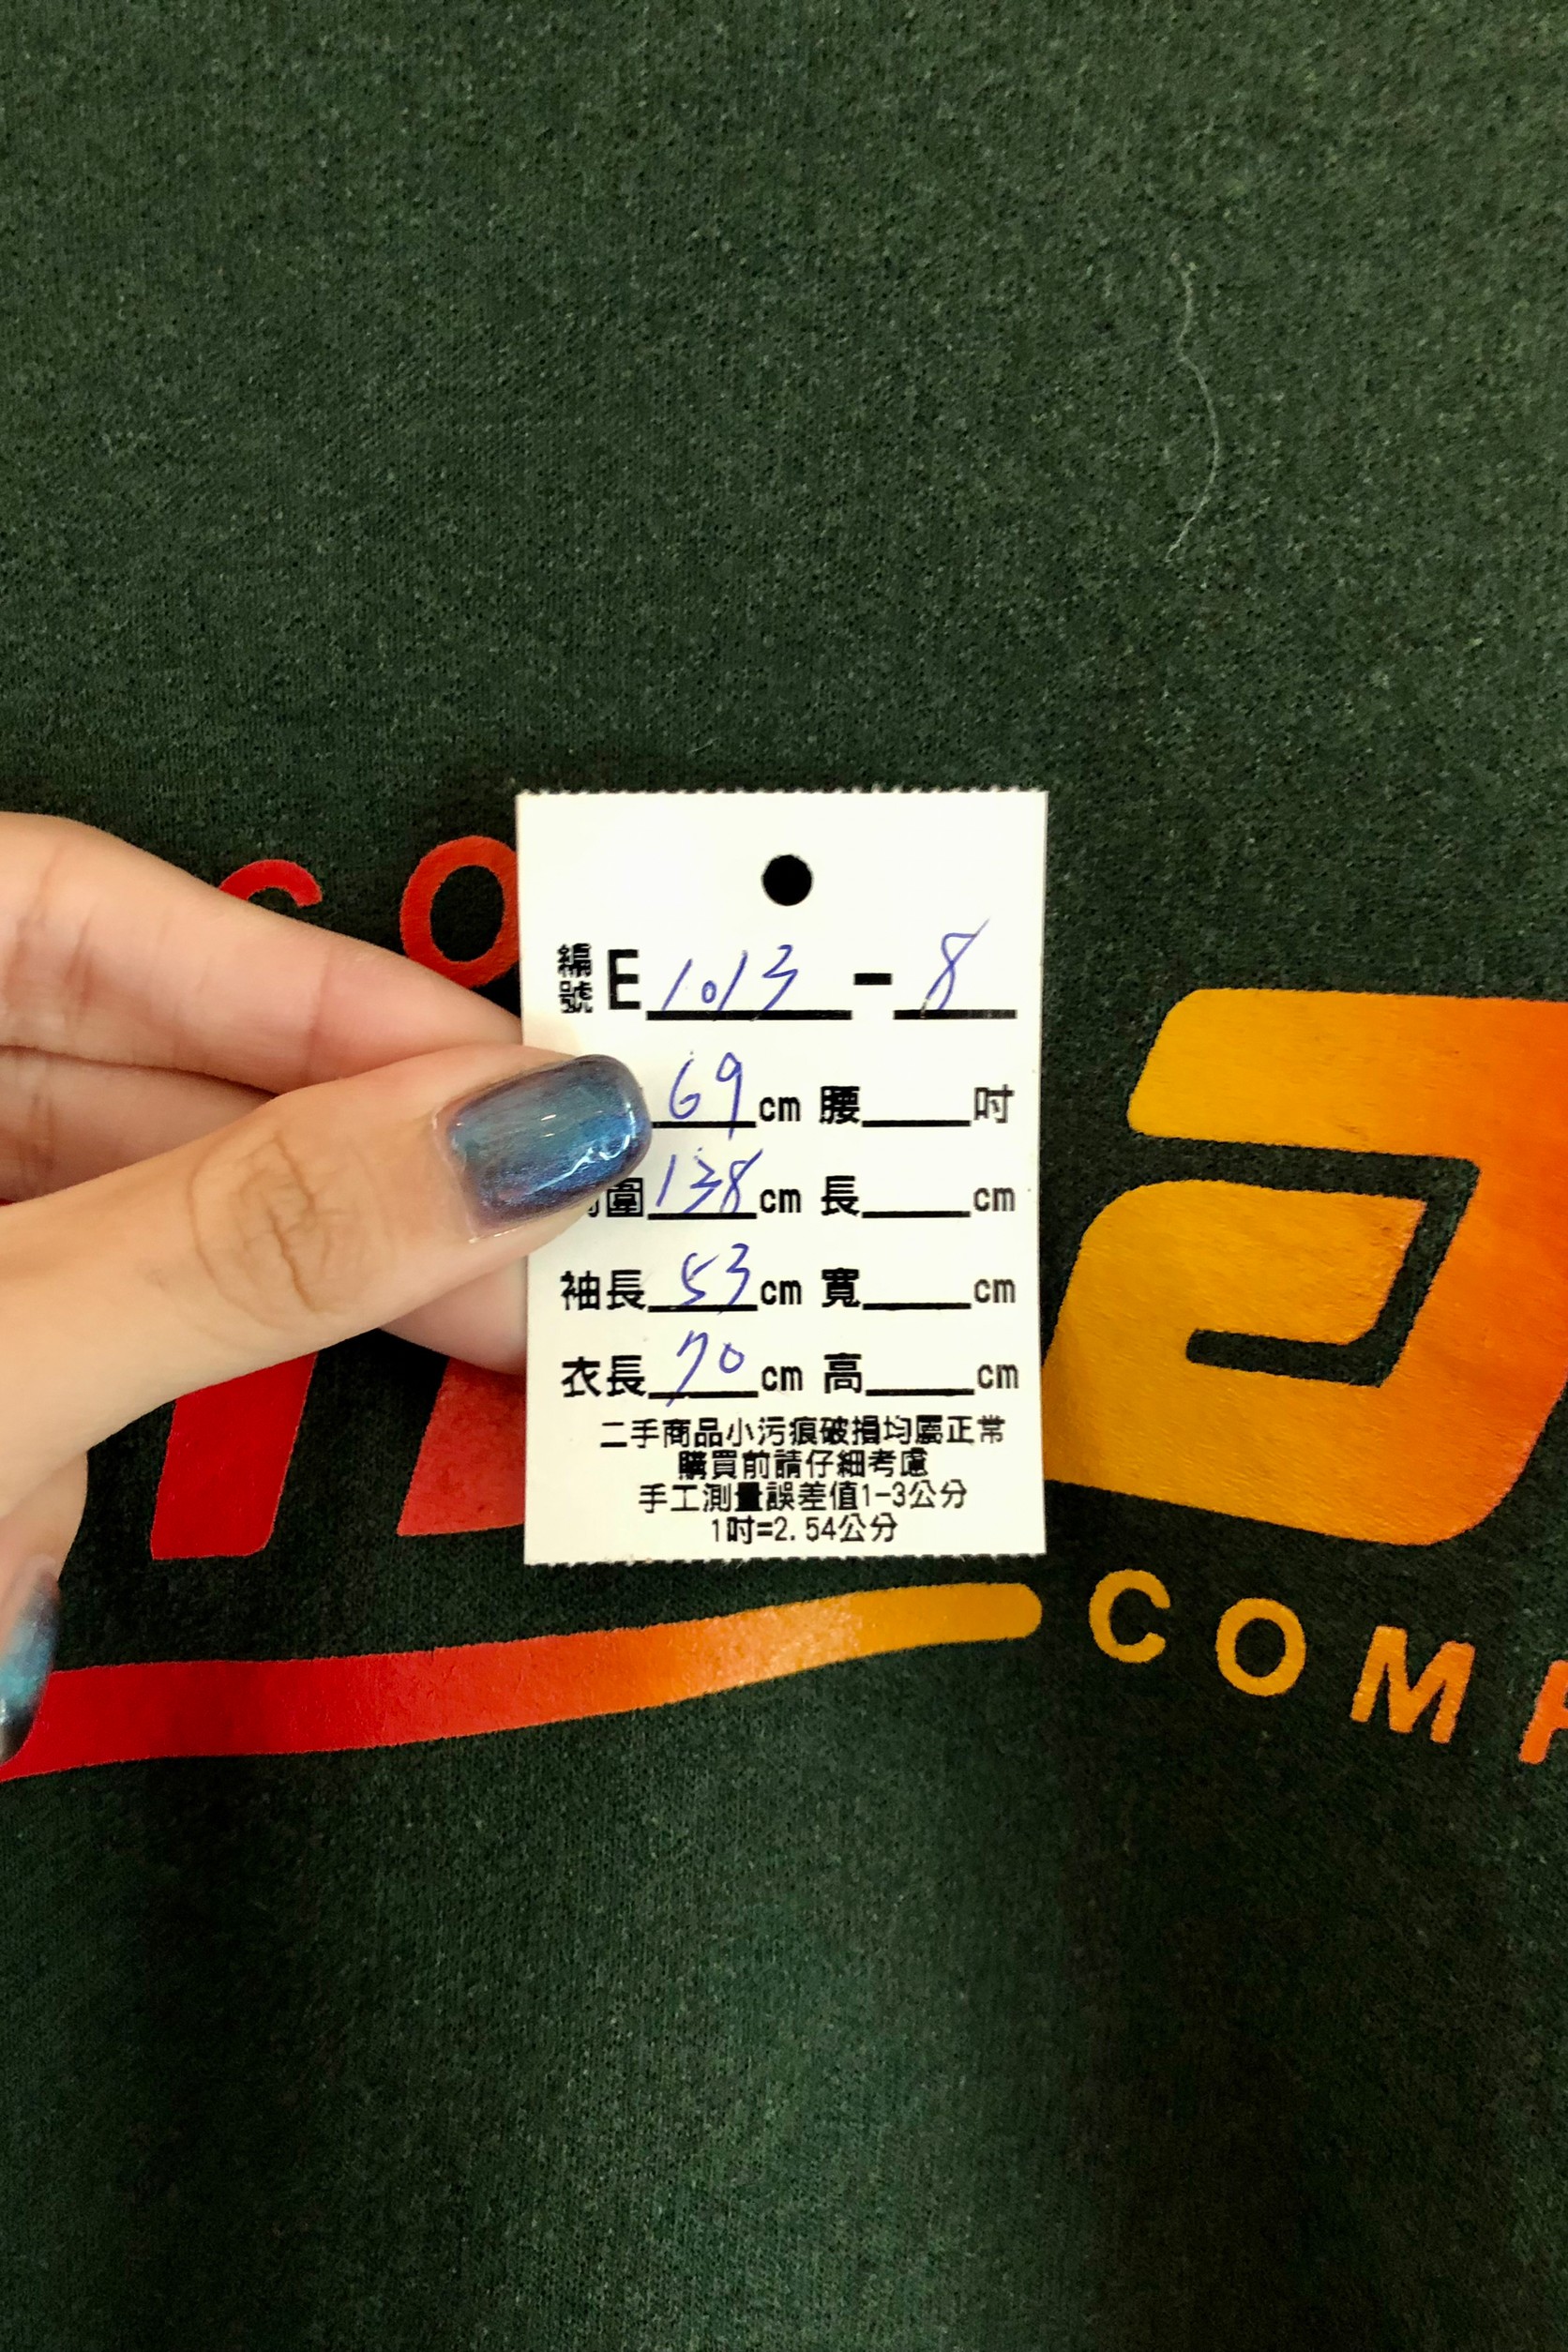 編號 E 1013 - 8
69 cm 腰 吋
圍 138 cm 長 cm
袖長 53 cm 寬 cm
衣長 70 cm 高 cm
二手商品小污痕破損均屬正常
購買前請仔細考慮
手工測量誤差值1-3公分
1吋=2.54公分
COM